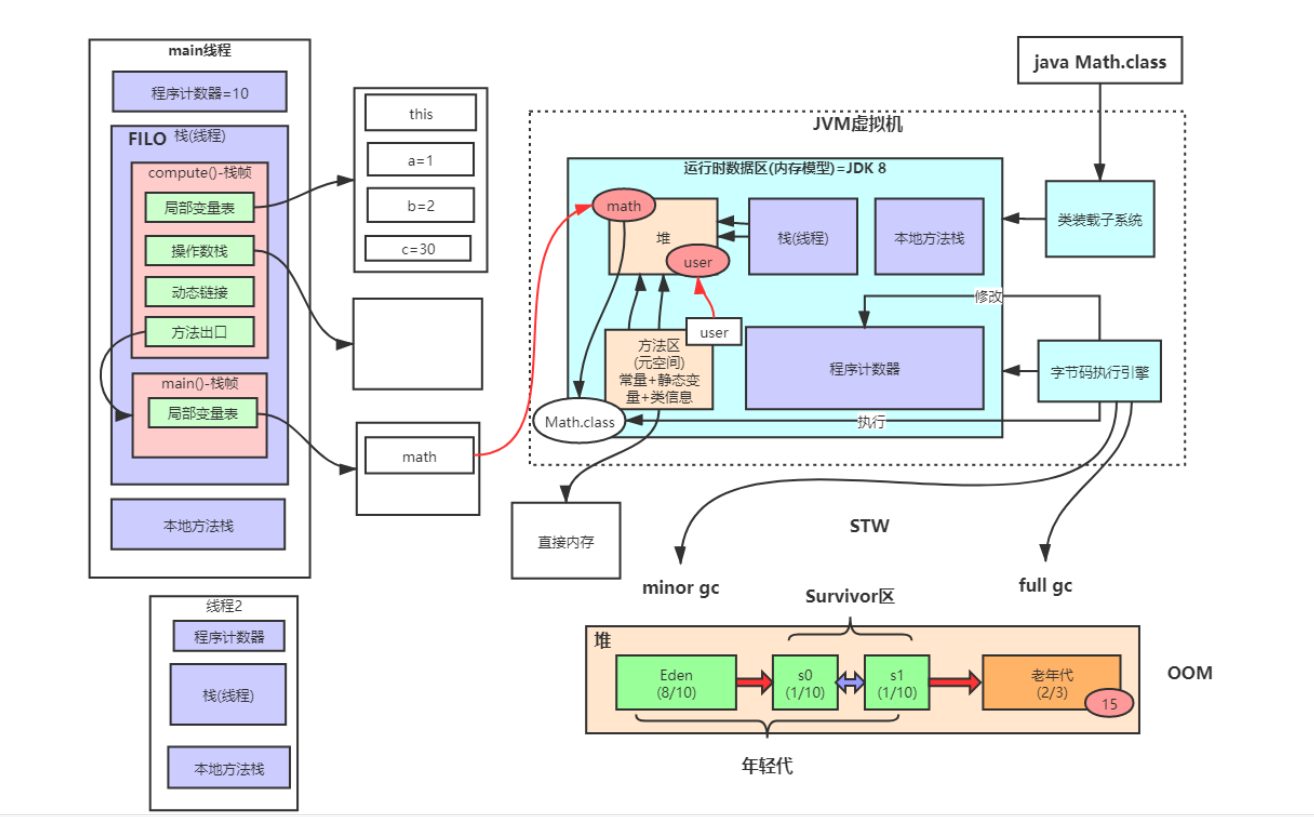 main线程
程序计数器=10
FILO
栈(线程)
compute()-栈帧
局部变量表
操作数栈
动态链接
方法出口
main()-栈帧
局部变量表
本地方法栈
线程2
程序计数器
栈(线程)
本地方法栈
this
a=1
b=2
c=30
math
java Math.class
JVM虚拟机
运行时数据区(内存模型)=JDK 8
math
堆
user
栈(线程)
本地方法栈
类装载子系统
修改
user
方法区
(元空间)
常量+静态变
量+类信息
程序计数器
字节码执行引擎
Math.class
执行
直接内存
STW
minor gc
full gc
Survivor区
堆
Eden
(8/10)
s0
(1/10)
s1
(1/10)
老年代
(2/3)
15
OOM
年轻代